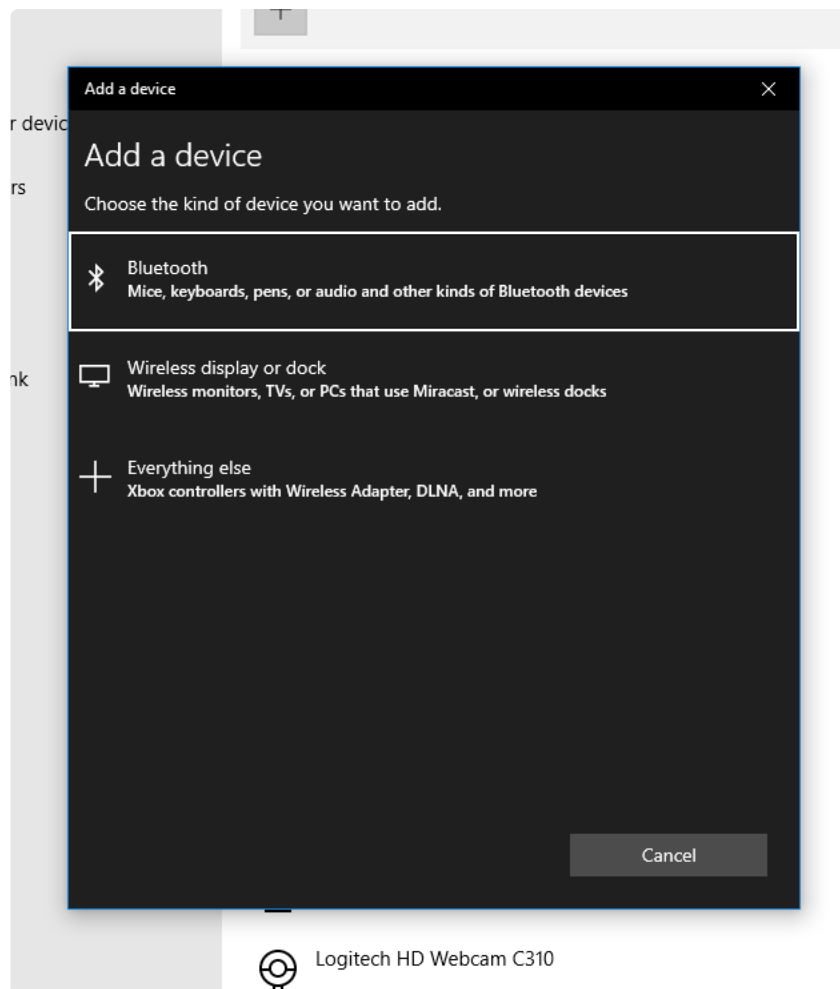 Add a device
r devic
Add a device
rs
Choose the kind of device you want to add.
Bluetooth
Mice, keyboards, pens, or audio and other kinds of Bluetooth devices
nk
Wireless display or dock
Wireless monitors, TVs, or PCs that use Miracast, or wireless docks
Everything else
Xbox controllers with Wireless Adapter, DLNA, and more
Cancel
Logitech HD Webcam C310